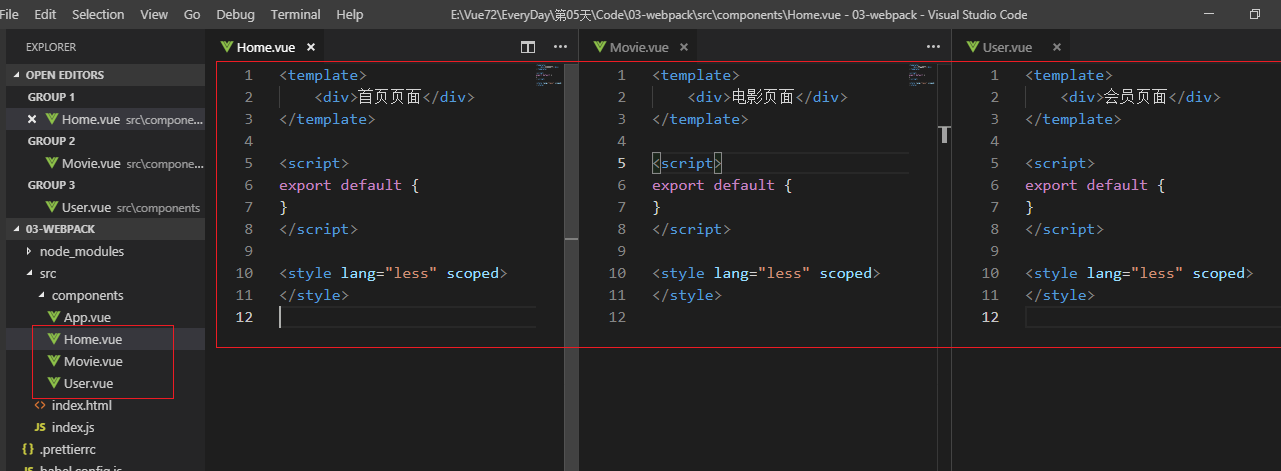 File Edit Selection View Go Debug Terminal Help E:\Vue72\EveryDay\第05天\Code\03-webpack\src\components\Home.vue - 03-webpack - Visual Studio Code
EXPLORER
OPEN EDITORS
GROUP 1
Home.vue src\compone...
GROUP 2
Movie.vue src\compone...
GROUP 3
User.vue src\components
03-WEBPACK
node_modules
src
components
App.vue
Home.vue
Movie.vue
User.vue
index.html
index.js
.prettierrc
babel.config.js
Home.vue
1 <template>
2 <div>首页页面</div>
3 </template>
4
5 <script>
6 export default {
7 }
8 </script>
9
10 <style lang="less" scoped>
11 </style>
12
Movie.vue
1 <template>
2 <div>电影页面</div>
3 </template>
4
5 <script>
6 export default {
7 }
8 </script>
9
10 <style lang="less" scoped>
11 </style>
12
User.vue
1 <template>
2 <div>会员页面</div>
3 </template>
4
5 <script>
6 export default {
7 }
8 </script>
9
10 <style lang="less" scoped>
11 </style>
12